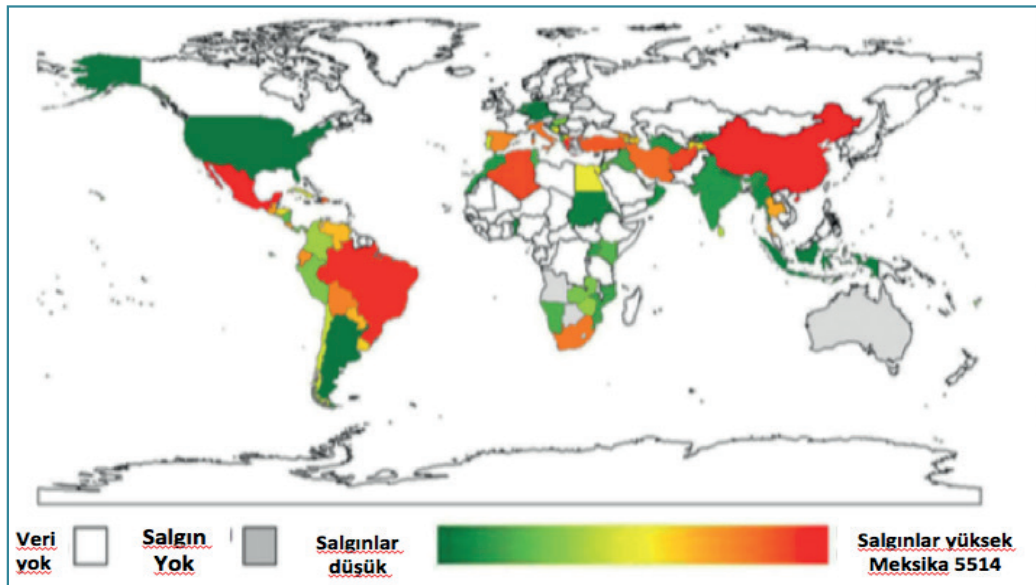 Veri
yok
Salgın
Yok
Salgınlar
düşük
Salgınlar yüksek
Meksika 5514